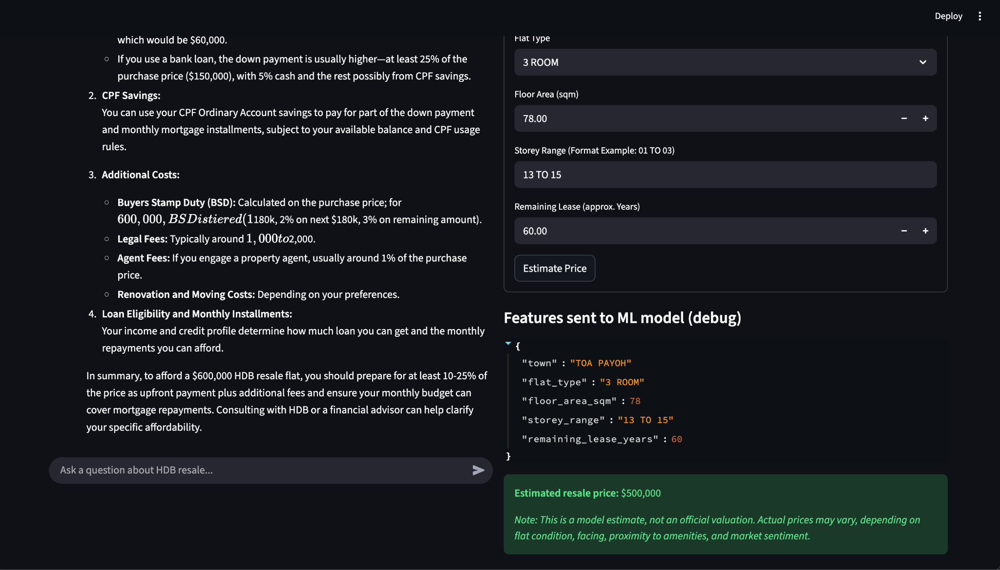 Deploy
which would be $60,000.
○ If you use a bank loan, the down payment is usually higher—at least 25% of the
purchase price ($150,000), with 5% cash and the rest possibly from CPF savings.
2. CPF Savings:
You can use your CPF Ordinary Account savings to pay for part of the down payment
and monthly mortgage installments, subject to your available balance and CPF usage
rules.
3. Additional Costs:
○ Buyers Stamp Duty (BSD): Calculated on the purchase price; for
600, 000, BSDistiered(1180k, 2% on next $180k, 3% on remaining amount).
○ Legal Fees: Typically around 1, 000to2,000.
○ Agent Fees: If you engage a property agent, usually around 1% of the purchase
price.
○ Renovation and Moving Costs: Depending on your preferences.
4. Loan Eligibility and Monthly Installments:
Your income and credit profile determine how much loan you can get and the monthly
repayments you can afford.
In summary, to afford a $600,000 HDB resale flat, you should prepare for at least 10-25% of
the price as upfront payment plus additional fees and ensure your monthly budget can
cover mortgage repayments. Consulting with HDB or a financial advisor can help clarify
your specific affordability.
Ask a question about HDB resale...
Flat Type
3 ROOM
Floor Area (sqm)
78.00
− +
Storey Range (Format Example: 01 TO 03)
13 TO 15
Remaining Lease (approx. Years)
60.00
− +
Estimate Price
Features sent to ML model (debug)
{
"town" : "TOA PAYOH"
"flat_type" : "3 ROOM"
"floor_area_sqm" : 78
"storey_range" : "13 TO 15"
"remaining_lease_years" : 60
}
Estimated resale price: $500,000
Note: This is a model estimate, not an official valuation. Actual prices may vary, depending on
flat condition, facing, proximity to amenities, and market sentiment.